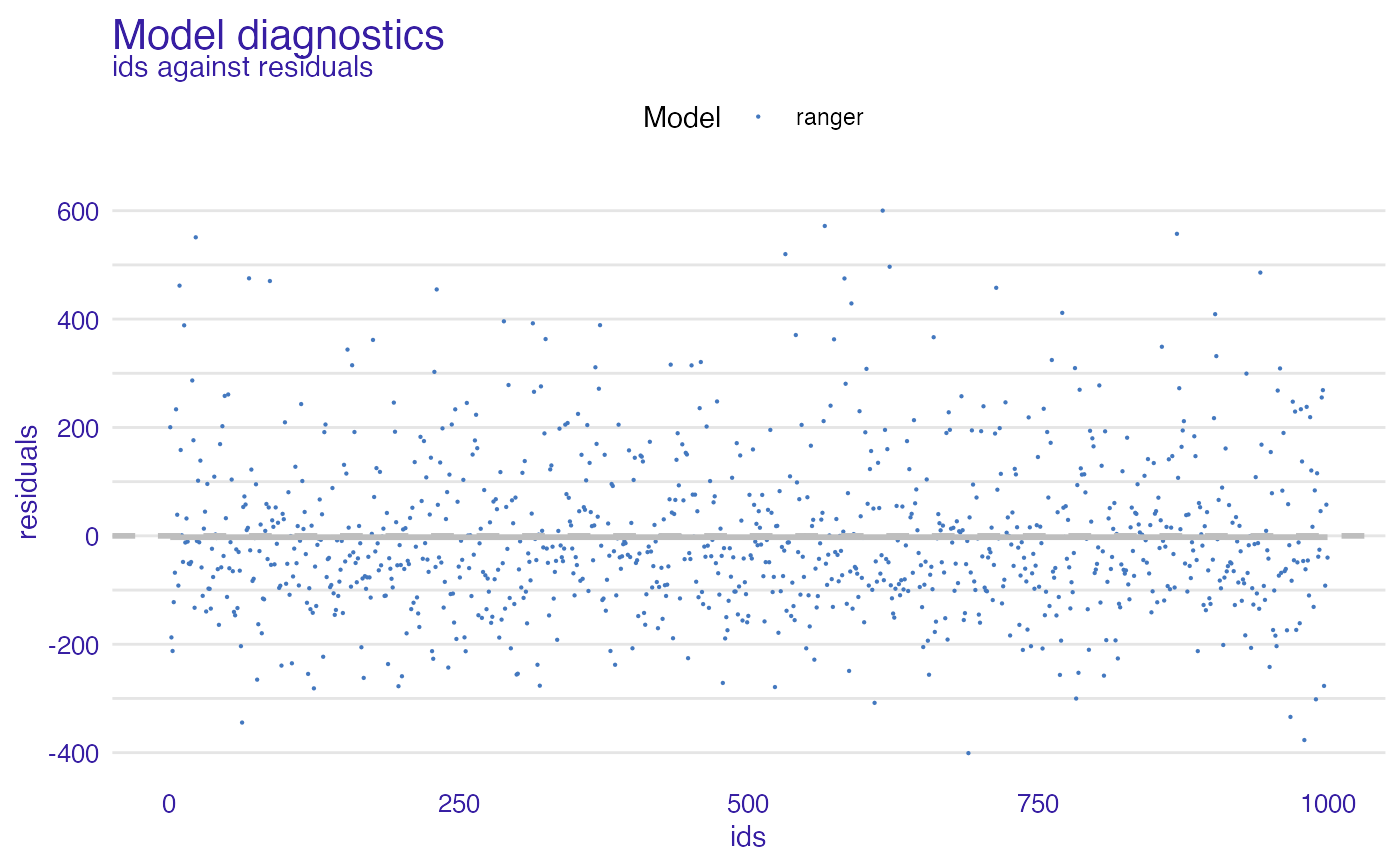 Model diagnostics
ids against residuals
Model ranger
600
400
200
0
-200
-400
residuals
0 250 500 750 1000
ids